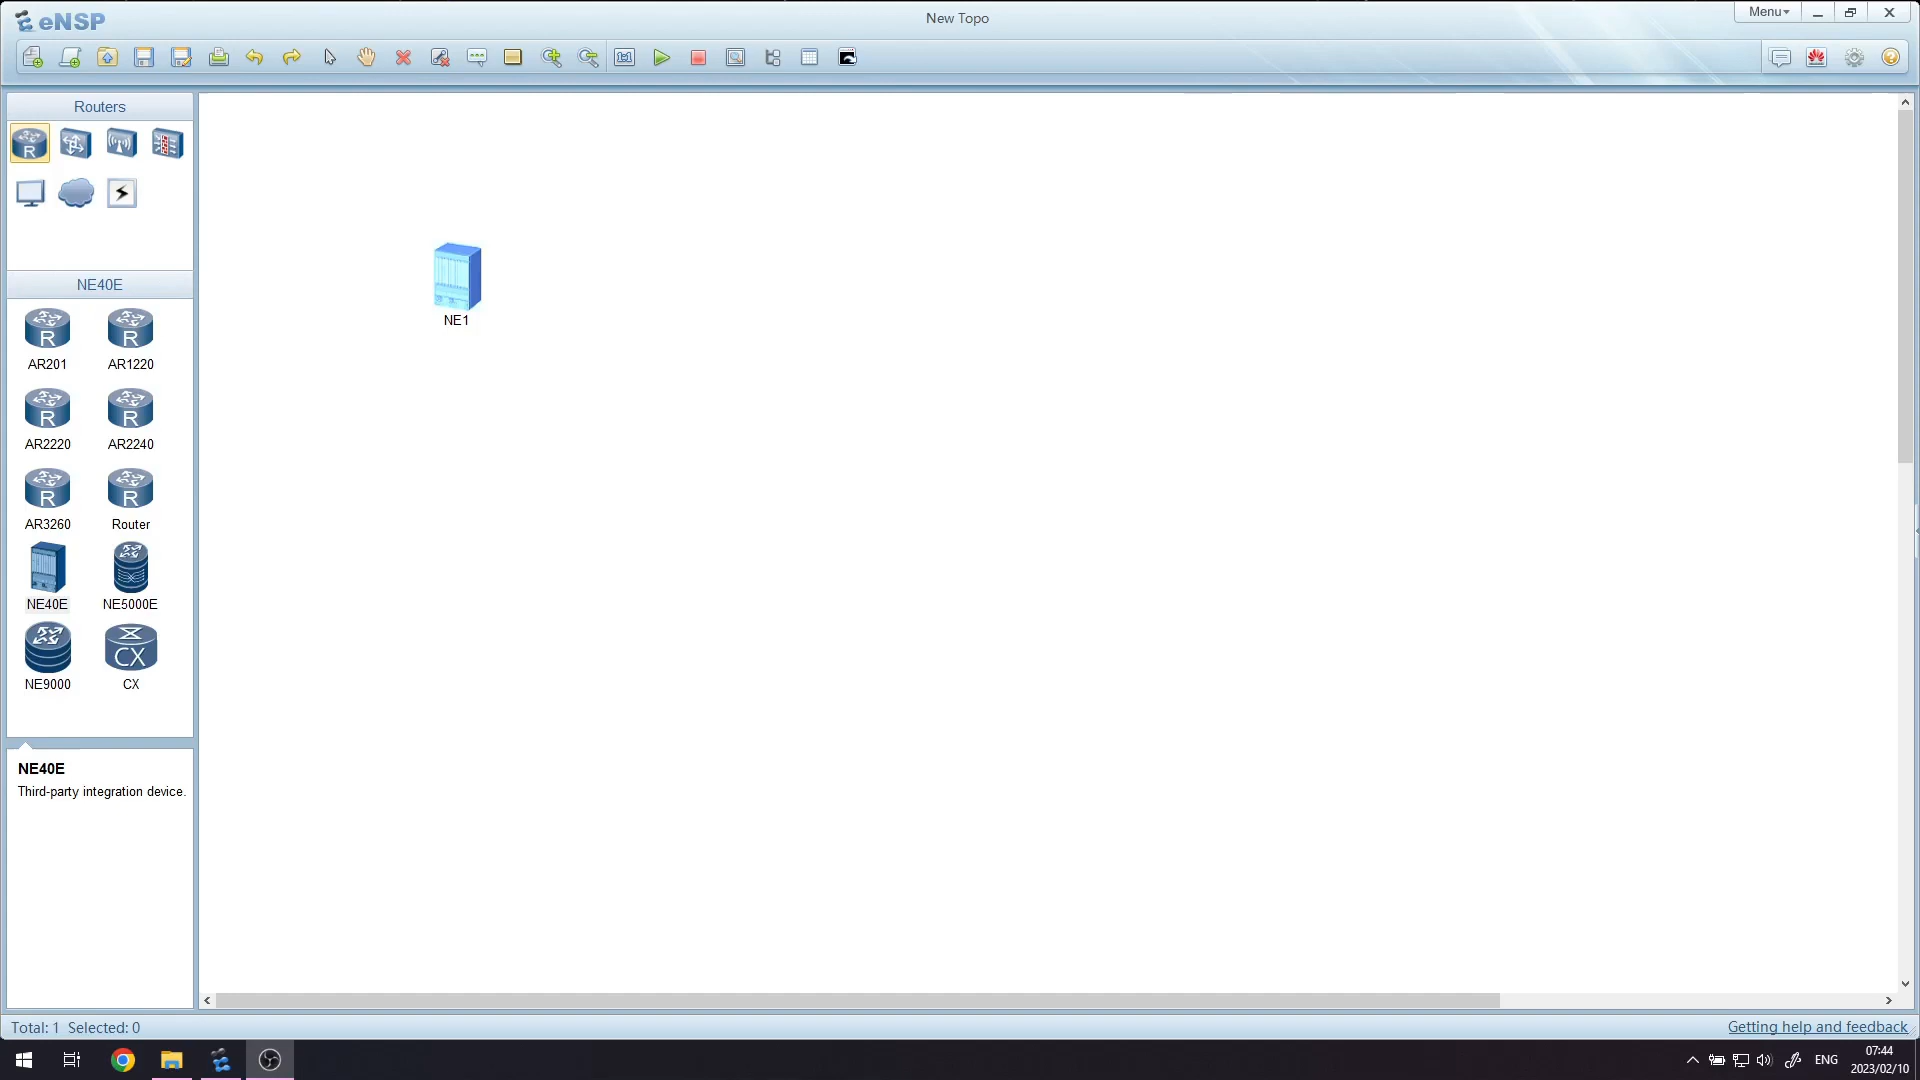 eNSP
New Topo
Menu
Routers
NE1
NE40E
AR201
AR1220
AR2220
AR2240
AR3260
Router
NE40E
NE5000E
NE9000
CX
NE40E
Third-party integration device.
Total: 1 Selected: 0
Getting help and feedback
ENG
07:44
2023/02/10